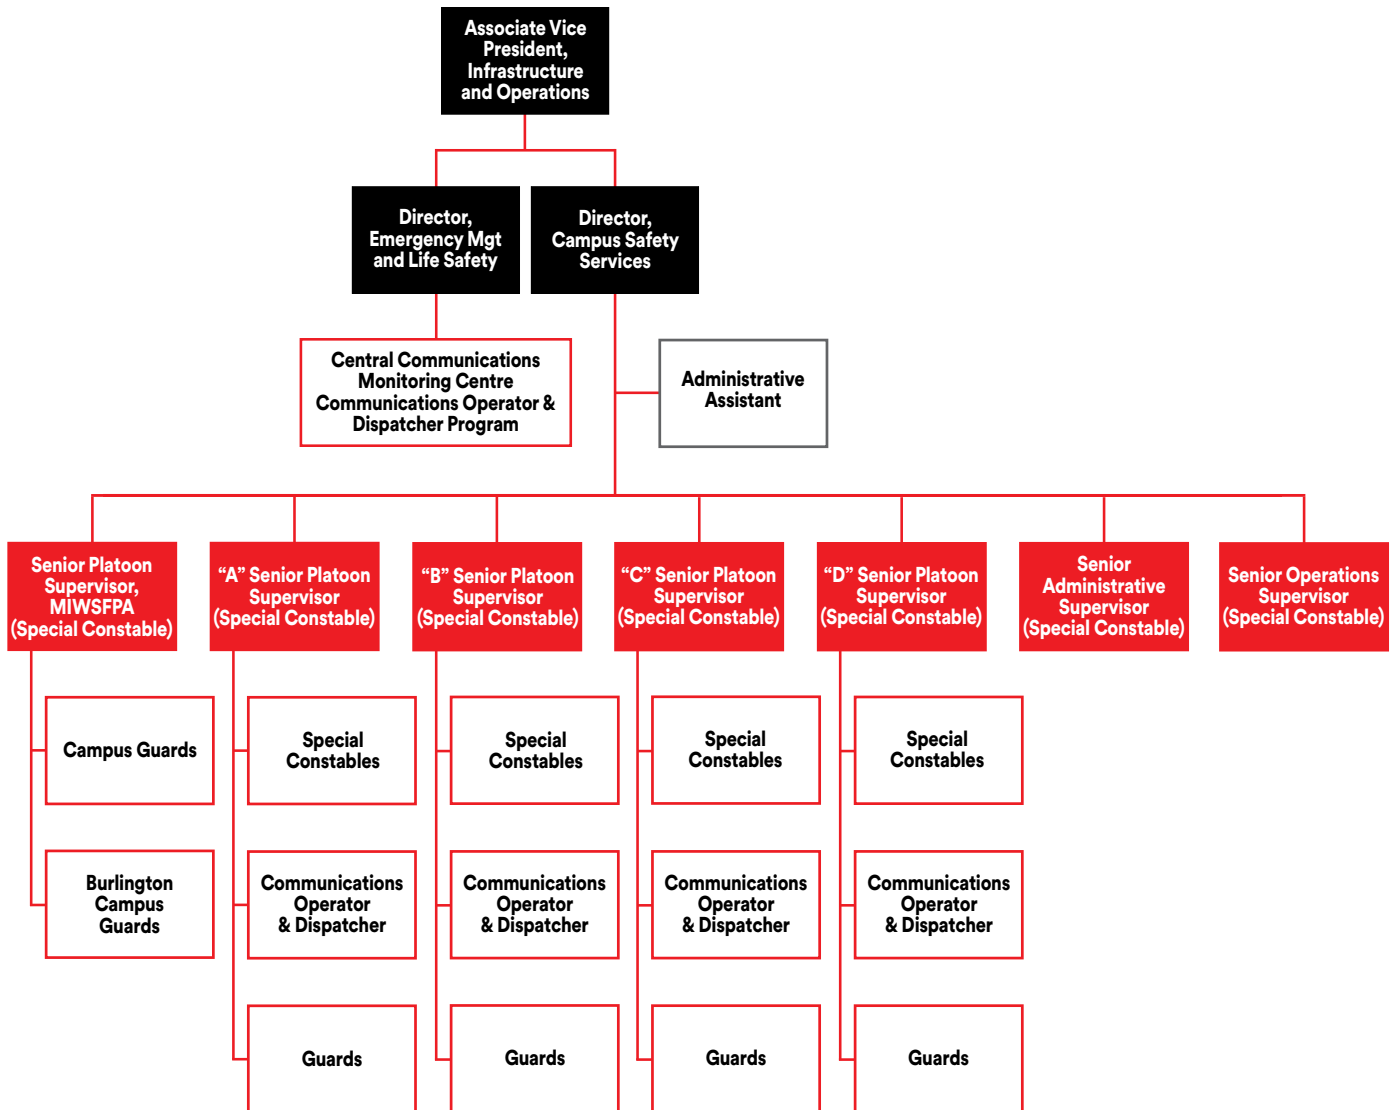 Associate Vice
President,
Infrastructure
and Operations
Director,
Emergency Mgt
and Life Safety
Director,
Campus Safety
Services
Central Communications
Monitoring Centre
Communications Operator &
Dispatcher Program
Administrative
Assistant
Senior Platoon
Supervisor,
MIWSFPA
(Special Constable)
“A” Senior Platoon
Supervisor
(Special Constable)
“B” Senior Platoon
Supervisor
(Special Constable)
“C” Senior Platoon
Supervisor
(Special Constable)
“D” Senior Platoon
Supervisor
(Special Constable)
Senior
Administrative
Supervisor
(Special Constable)
Senior Operations
Supervisor
(Special Constable)
Campus Guards
Special
Constables
Special
Constables
Special
Constables
Special
Constables
Burlington
Campus
Guards
Communications
Operator
& Dispatcher
Communications
Operator
& Dispatcher
Communications
Operator
& Dispatcher
Communications
Operator
& Dispatcher
Guards
Guards
Guards
Guards